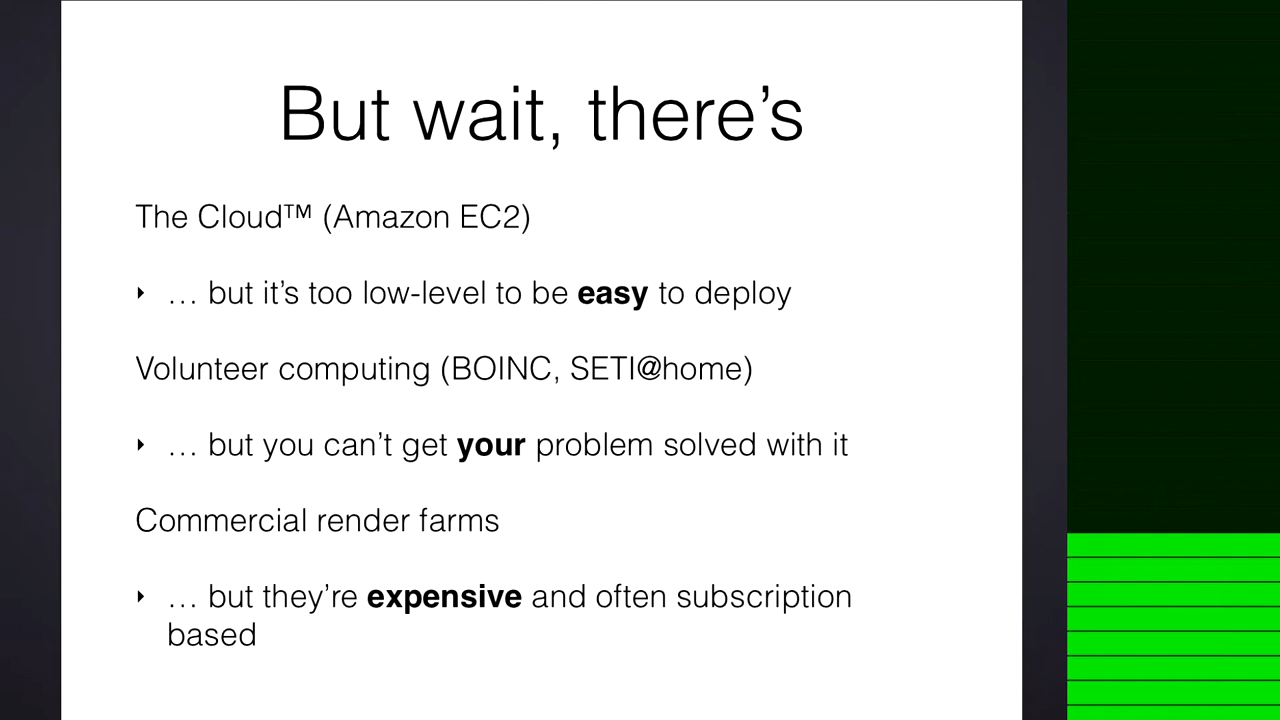 But wait, there’s
The Cloud™ (Amazon EC2)
‣ … but it’s too low-level to be easy to deploy
Volunteer computing (BOINC, SETI@home)
‣ … but you can’t get your problem solved with it
Commercial render farms
‣ … but they’re expensive and often subscription
based